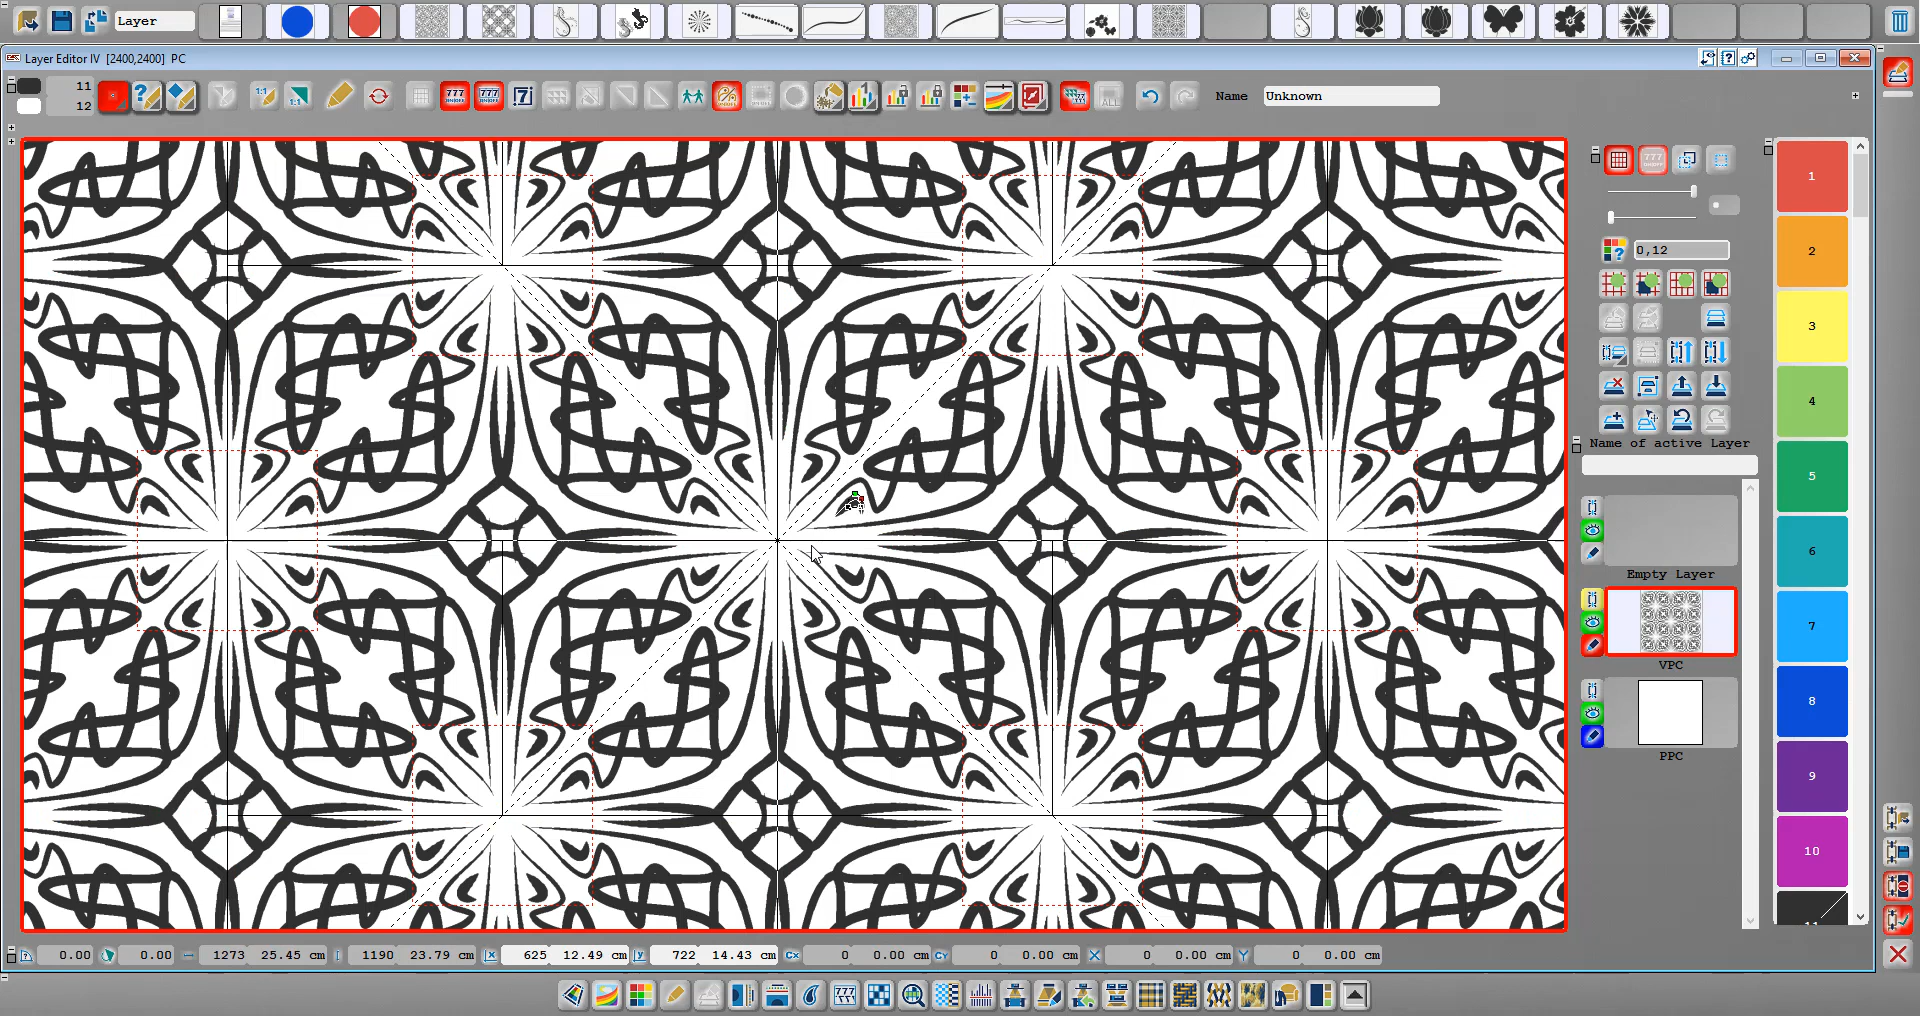 Layer
Layer Editor IV [2400,2400] PC
11
12
Name Unknown
0,12
Name of active Layer
Empty Layer
VPC
PPC
1
2
3
4
5
6
7
8
9
10
11
0.00 0.00 1273 25.45 cm 1190 23.79 cm 625 12.49 cm 722 14.43 cm Cx 0 0.00 cm CY 0 0.00 cm X 0 0.00 cm Y 0 0.00 cm